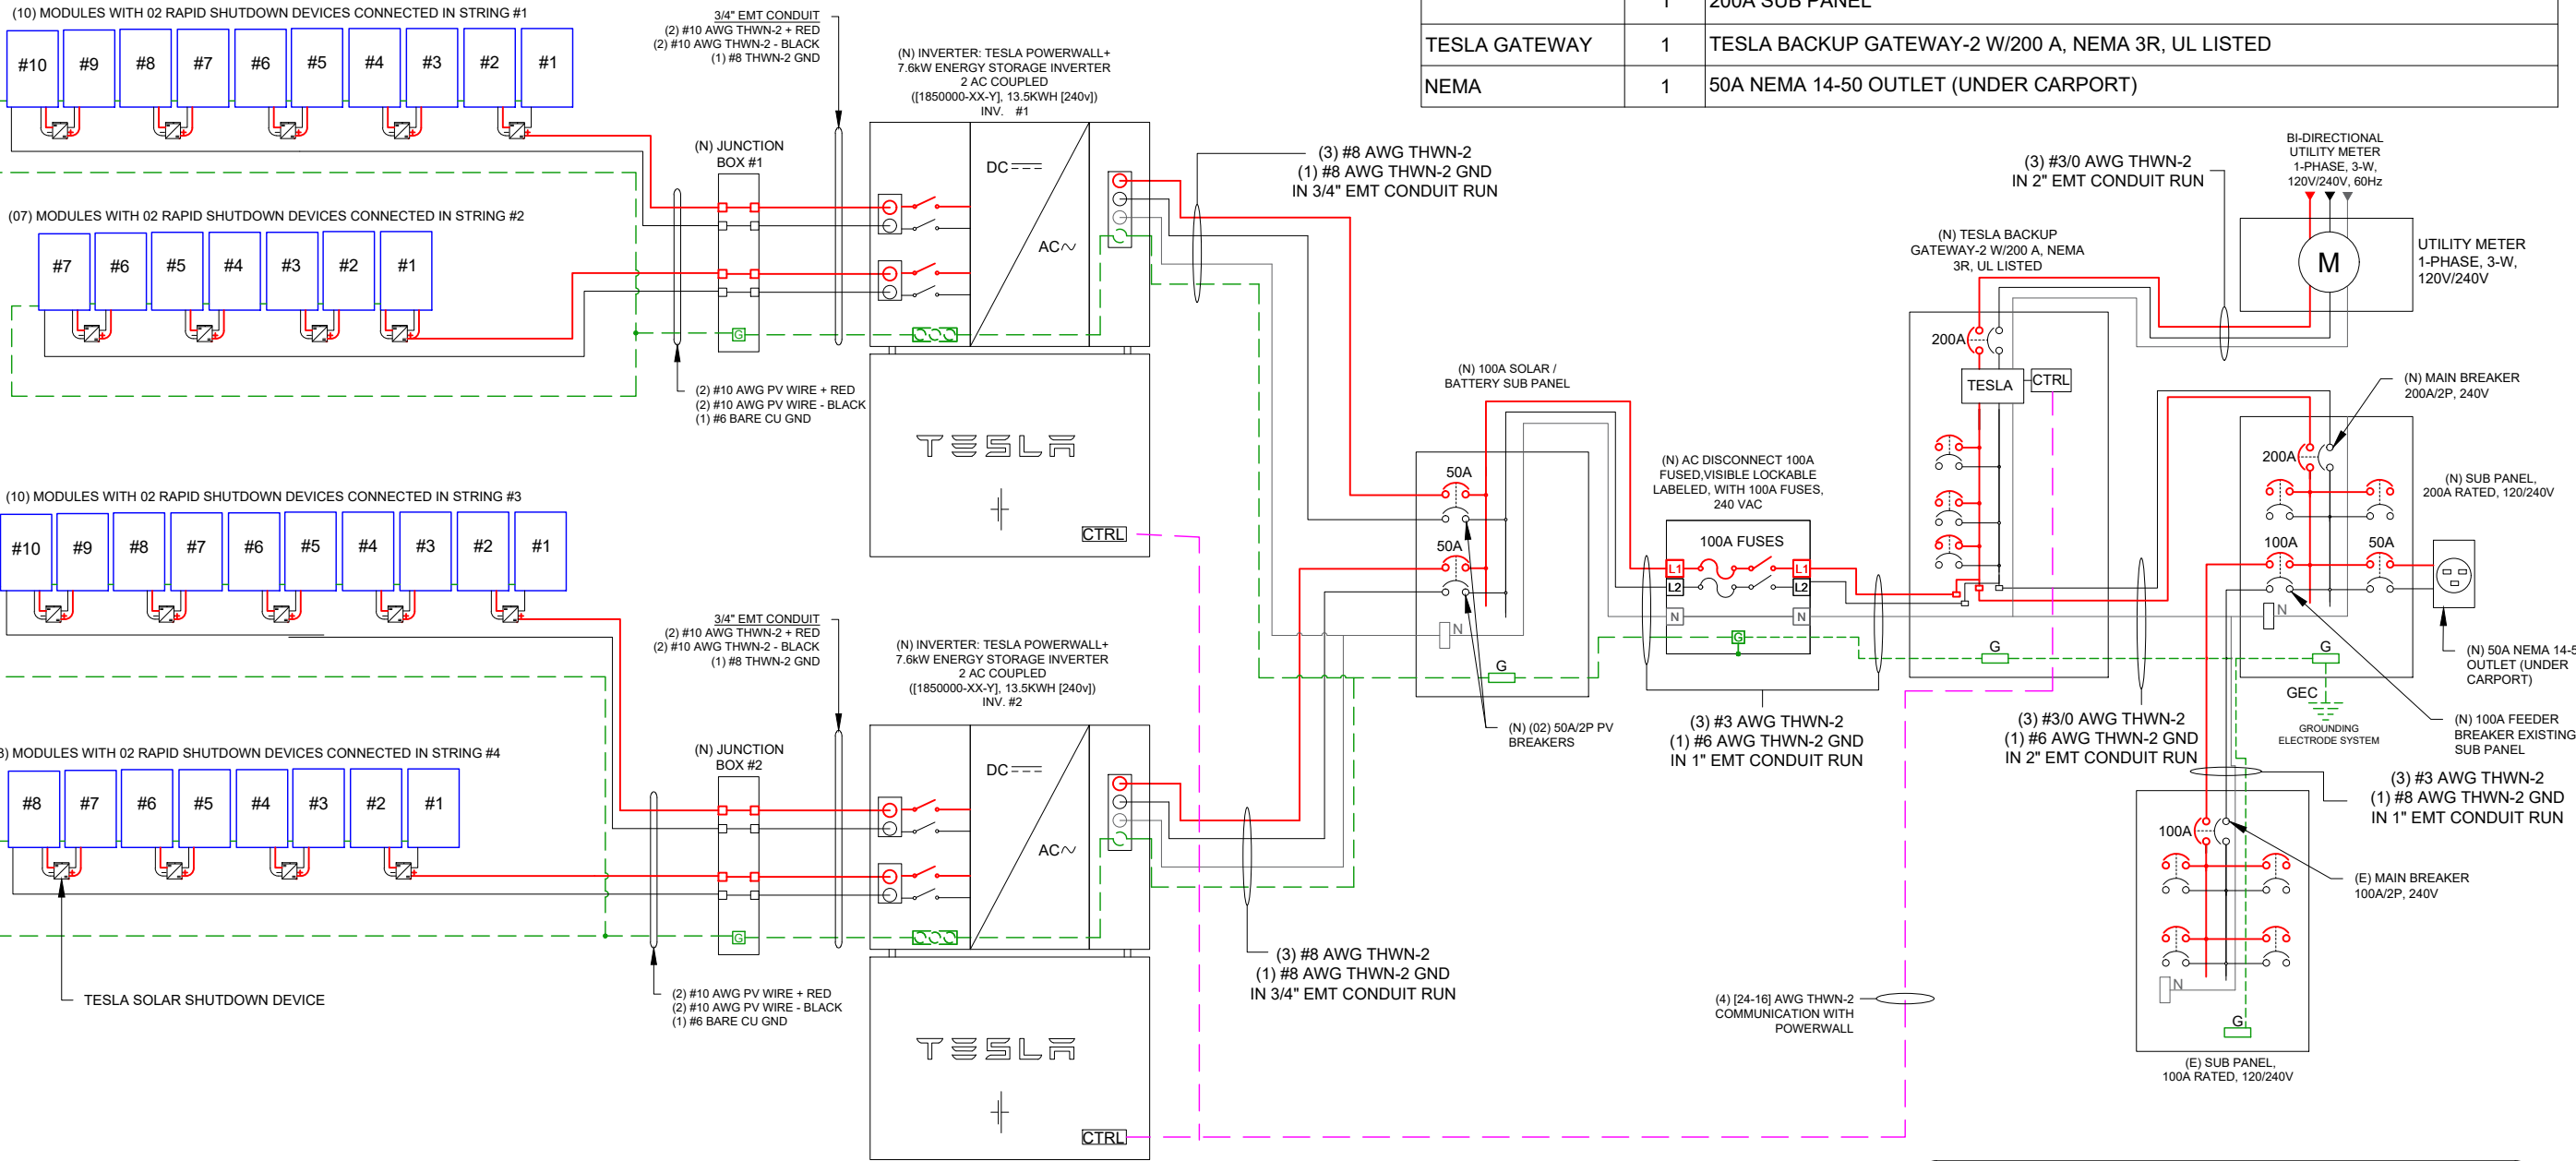 (10) MODULES WITH 02 RAPID SHUTDOWN DEVICES CONNECTED IN STRING #1
#10 #9 #8 #7 #6 #5 #4 #3 #2 #1
3/4" EMT CONDUIT
(2) #10 AWG THWN-2 + RED
(2) #10 AWG THWN-2 - BLACK
(1) #8 THWN-2 GND
(N) INVERTER: TESLA POWERWALL+
7.6kW ENERGY STORAGE INVERTER
2 AC COUPLED
([1850000-XX-Y], 13.5KWH [240v])
INV. #1
1 200A SUB PANEL
TESLA GATEWAY 1 TESLA BACKUP GATEWAY-2 W/200 A, NEMA 3R, UL LISTED
NEMA 1 50A NEMA 14-50 OUTLET (UNDER CARPORT)
(N) JUNCTION
BOX #1
DC
AC
(3) #8 AWG THWN-2
(1) #8 AWG THWN-2 GND
IN 3/4" EMT CONDUIT RUN
(07) MODULES WITH 02 RAPID SHUTDOWN DEVICES CONNECTED IN STRING #2
#7 #6 #5 #4 #3 #2 #1
G
(2) #10 AWG PV WIRE + RED
(2) #10 AWG PV WIRE - BLACK
(1) #6 BARE CU GND
TESLA
CTRL
(3) #3/0 AWG THWN-2
IN 2" EMT CONDUIT RUN
BI-DIRECTIONAL
UTILITY METER
1-PHASE, 3-W,
120V/240V, 60Hz
M
UTILITY METER
1-PHASE, 3-W,
120V/240V
(N) TESLA BACKUP
GATEWAY-2 W/200 A, NEMA
3R, UL LISTED
200A
TESLA
CTRL
(N) MAIN BREAKER
200A/2P, 240V
200A
(N) SUB PANEL,
200A RATED, 120/240V
100A
50A
N
G
GEC
GROUNDING
ELECTRODE SYSTEM
(N) 50A NEMA 14-5
OUTLET (UNDER
CARPORT)
(N) 100A FEEDER
BREAKER EXISTING
SUB PANEL
(N) 100A SOLAR /
BATTERY SUB PANEL
50A
50A
N
G
(N) (02) 50A/2P PV
BREAKERS
(N) AC DISCONNECT 100A
FUSED,VISIBLE LOCKABLE
LABELED, WITH 100A FUSES,
240 VAC
100A FUSES
L1 L1
L2 L2
N N
G
G
(3) #3 AWG THWN-2
(1) #6 AWG THWN-2 GND
IN 1" EMT CONDUIT RUN
(3) #3/0 AWG THWN-2
(1) #6 AWG THWN-2 GND
IN 2" EMT CONDUIT RUN
(3) #3 AWG THWN-2
(1) #8 AWG THWN-2 GND
IN 1" EMT CONDUIT RUN
100A
(E) MAIN BREAKER
100A/2P, 240V
N
G
(E) SUB PANEL,
100A RATED, 120/240V
(4) [24-16] AWG THWN-2
COMMUNICATION WITH
POWERWALL
(10) MODULES WITH 02 RAPID SHUTDOWN DEVICES CONNECTED IN STRING #3
#10 #9 #8 #7 #6 #5 #4 #3 #2 #1
3/4" EMT CONDUIT
(2) #10 AWG THWN-2 + RED
(2) #10 AWG THWN-2 - BLACK
(1) #8 THWN-2 GND
(N) INVERTER: TESLA POWERWALL+
7.6kW ENERGY STORAGE INVERTER
2 AC COUPLED
([1850000-XX-Y], 13.5KWH [240v])
INV. #2
(N) JUNCTION
BOX #2
DC
AC
) MODULES WITH 02 RAPID SHUTDOWN DEVICES CONNECTED IN STRING #4
#8 #7 #6 #5 #4 #3 #2 #1
G
TESLA SOLAR SHUTDOWN DEVICE
(2) #10 AWG PV WIRE + RED
(2) #10 AWG PV WIRE - BLACK
(1) #6 BARE CU GND
(3) #8 AWG THWN-2
(1) #8 AWG THWN-2 GND
IN 3/4" EMT CONDUIT RUN
TESLA
CTRL